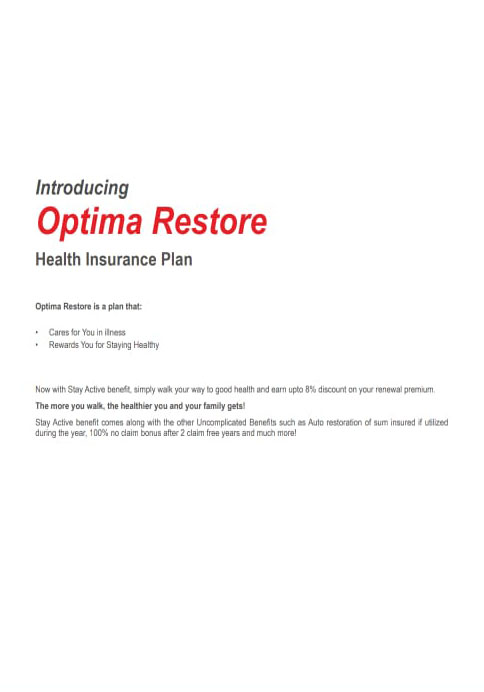 Introducing
Optima Restore
Health Insurance Plan
Optima Restore is a plan that:
• Cares for You in illness
• Rewards You for Staying Healthy
Now with Stay Active benefit, simply walk your way to good health and earn upto 8% discount on your renewal premium.
The more you walk, the healthier you and your family gets!
Stay Active benefit comes along with the other Uncomplicated Benefits such as Auto restoration of sum insured if utilized
during the year, 100% no claim bonus after 2 claim free years and much more!